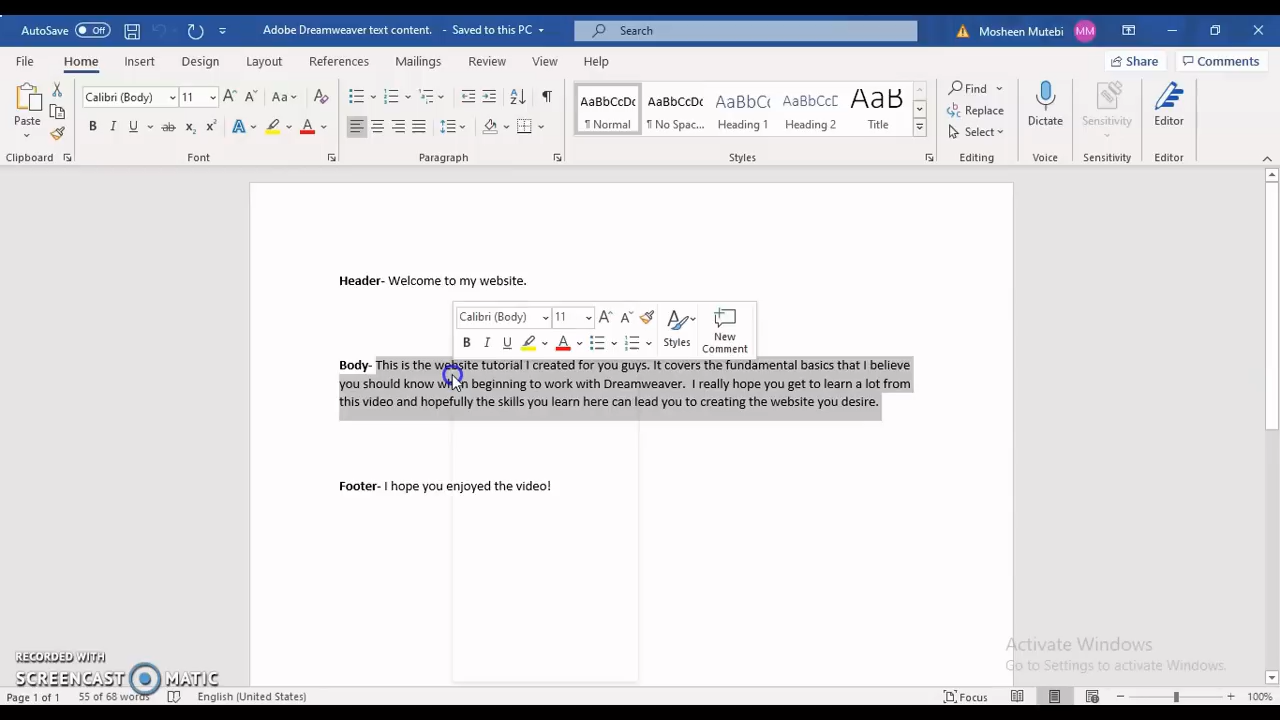 AutoSave Off Adobe Dreamweaver text content. - Saved to this PC Search Mosheen Mutebi MM
File Home Insert Design Layout References Mailings Review View Help Share Comments
Paste Calibri (Body) 11 A A Aa A AaBbCcDc AaBbCcDc AaBbCc AaBbCcD AaB Find Replace Select Dictate Sensitivity Editor
B I U ab x₂ x² A A ¶ Normal ¶ No Spac... Heading 1 Heading 2 Title
Clipboard Font Paragraph Styles Editing Voice Sensitivity Editor
Header- Welcome to my website.
Calibri (Body) 11 A A
B I U A Styles New Comment
Body- This is the website tutorial I created for you guys. It covers the fundamental basics that I believe
you should know when beginning to work with Dreamweaver. I really hope you get to learn a lot from
this video and hopefully the skills you learn here can lead you to creating the website you desire.
Footer- I hope you enjoyed the video!
Activate Windows
Go to Settings to activate Windows.
RECORDED WITH
SCREENCAST MATIC
Page 1 of 1 55 of 68 words English (United States) Focus 100%